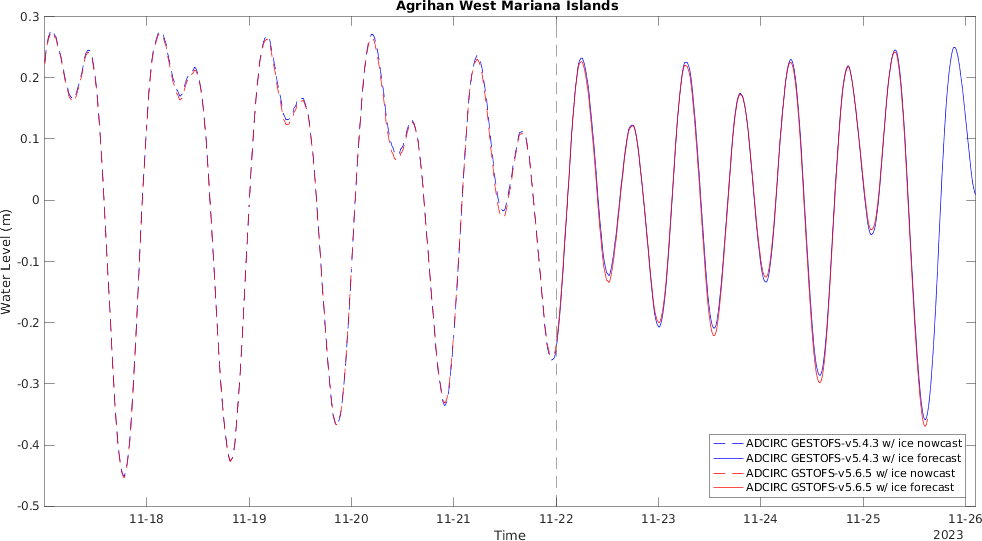 Agrihan West Mariana Islands
0.3
0.2
0.1
0
-0.1
-0.2
-0.3
-0.4
-0.5
Water Level (m)
ADCIRC GESTOFS-v5.4.3 w/ ice nowcast
ADCIRC GESTOFS-v5.4.3 w/ ice forecast
ADCIRC GSTOFS-v5.6.5 w/ ice nowcast
ADCIRC GSTOFS-v5.6.5 w/ ice forecast
11-18 11-19 11-20 11-21 11-22 11-23 11-24 11-25 11-26
Time 2023